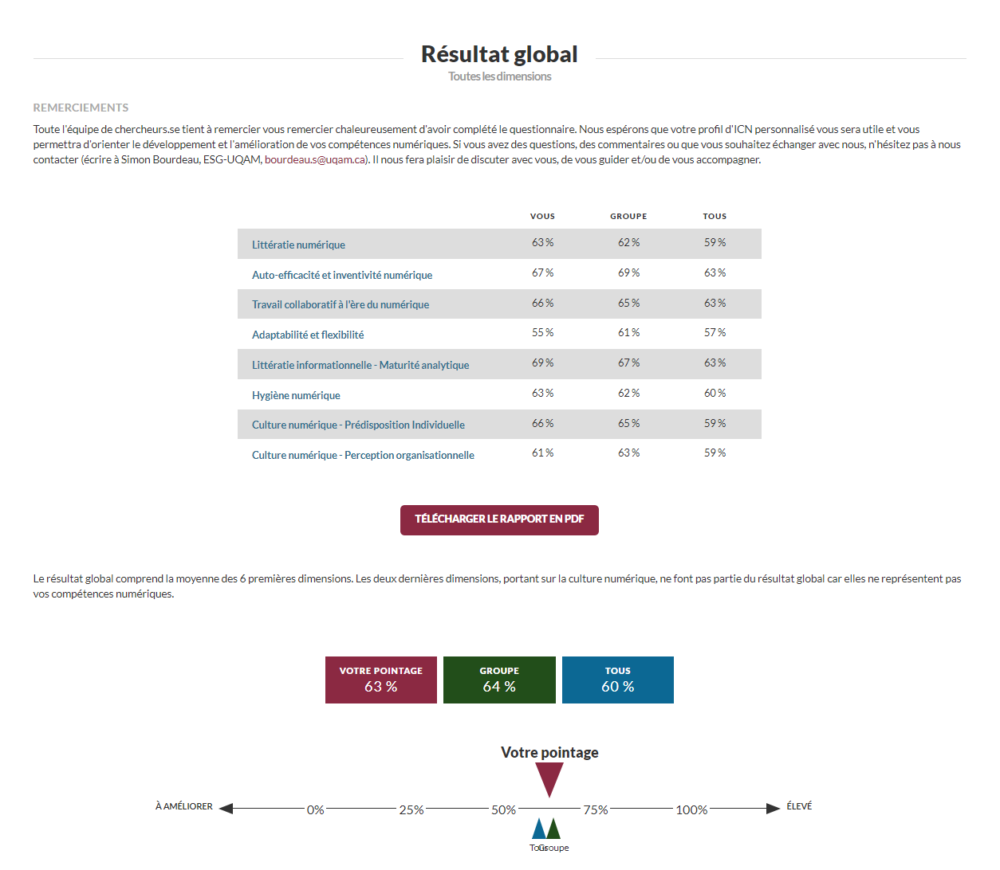 Résultat global
Toutes les dimensions
REMERCIEMENTS
Toute l'équipe de chercheurs.se tient à remercier vous remercier chaleureusement d'avoir complété le questionnaire. Nous espérons que votre profil d'ICN personnalisé vous sera utile et vous
permettra d'orienter le développement et l'amélioration de vos compétences numériques. Si vous avez des questions, des commentaires ou que vous souhaitez échanger avec nous, n'hésitez pas à nous
contacter (écrire à Simon Bourdeau, ESG-UQAM, bourdeau.s@uqam.ca). Il nous fera plaisir de discuter avec vous, de vous guider et/ou de vous accompagner.
VOUS GROUPE TOUS
Littératie numérique 63 % 62 % 59 %
Auto-efficacité et inventivité numérique 67 % 69 % 63 %
Travail collaboratif à l'ère du numérique 66 % 65 % 63 %
Adaptabilité et flexibilité 55 % 61 % 57 %
Littératie informationnelle - Maturité analytique 69 % 67 % 63 %
Hygiène numérique 63 % 62 % 60 %
Culture numérique - Prédisposition Individuelle 66 % 65 % 59 %
Culture numérique - Perception organisationnelle 61 % 63 % 59 %
TÉLÉCHARGER LE RAPPORT EN PDF
Le résultat global comprend la moyenne des 6 premières dimensions. Les deux dernières dimensions, portant sur la culture numérique, ne font pas partie du résultat global car elles ne représentent pas
vos compétences numériques.
VOTRE POINTAGE GROUPE TOUS
63 % 64 % 60 %
Votre pointage
À AMÉLIORER 0% 25% 50% 75% 100% ÉLEVÉ
Tous Groupe